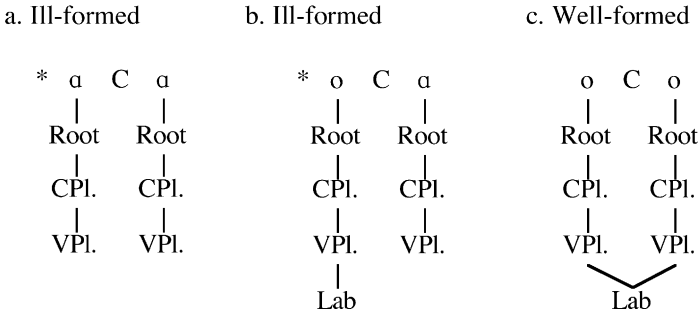 a. Ill-formed b. Ill-formed c. Well-formed
* ɑ C ɑ * o C ɑ o C o
Root Root Root Root Root Root
CPl. CPl. CPl. CPl. CPl. CPl.
VPl. VPl. VPl. VPl. VPl. VPl.
Lab Lab